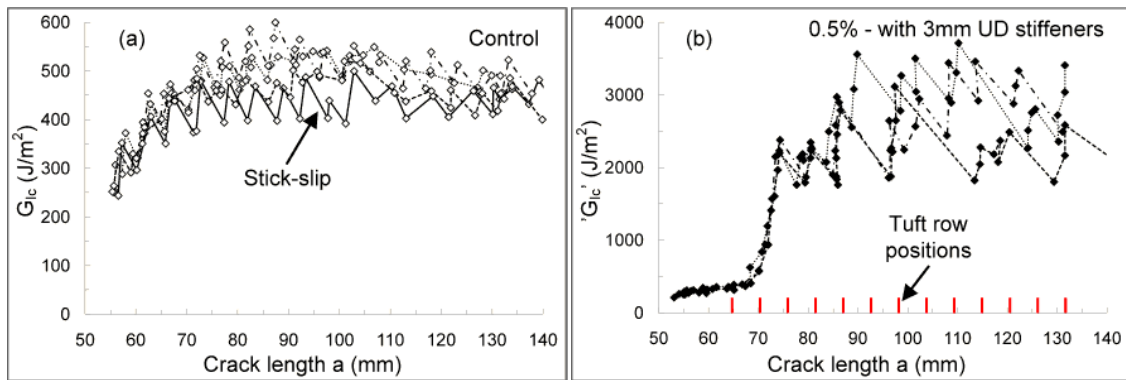 (a)
Control
600
500
400
300
200
100
0
G_Ic (J/m²)
Stick-slip
50 60 70 80 90 100 110 120 130 140
Crack length a (mm)
(b)
0.5% - with 3mm UD stiffeners
4000
3000
2000
1000
0
'G_Ic' (J/m²)
Tuft row
positions
50 60 70 80 90 100 110 120 130 140
Crack length a (mm)